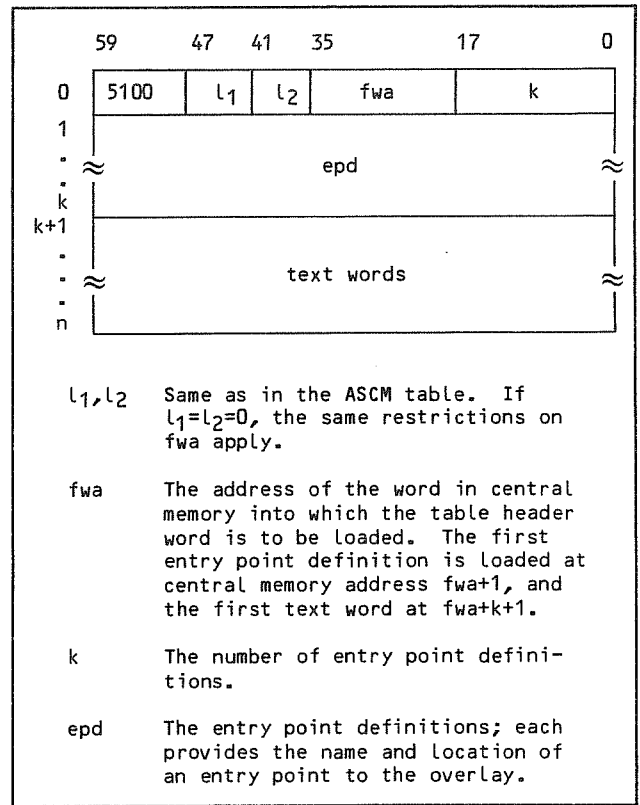 59 47 41 35 17 0
0 5100 l1 l2 fwa k
1
.
. epd
k
k+1
.
. text words
.
n
l1,l2 Same as in the ASCM table. If
l1=l2=0, the same restrictions on
fwa apply.
fwa The address of the word in central
memory into which the table header
word is to be loaded. The first
entry point definition is loaded at
central memory address fwa+1, and
the first text word at fwa+k+1.
k The number of entry point defini-
tions.
epd The entry point definitions; each
provides the name and location of
an entry point to the overlay.